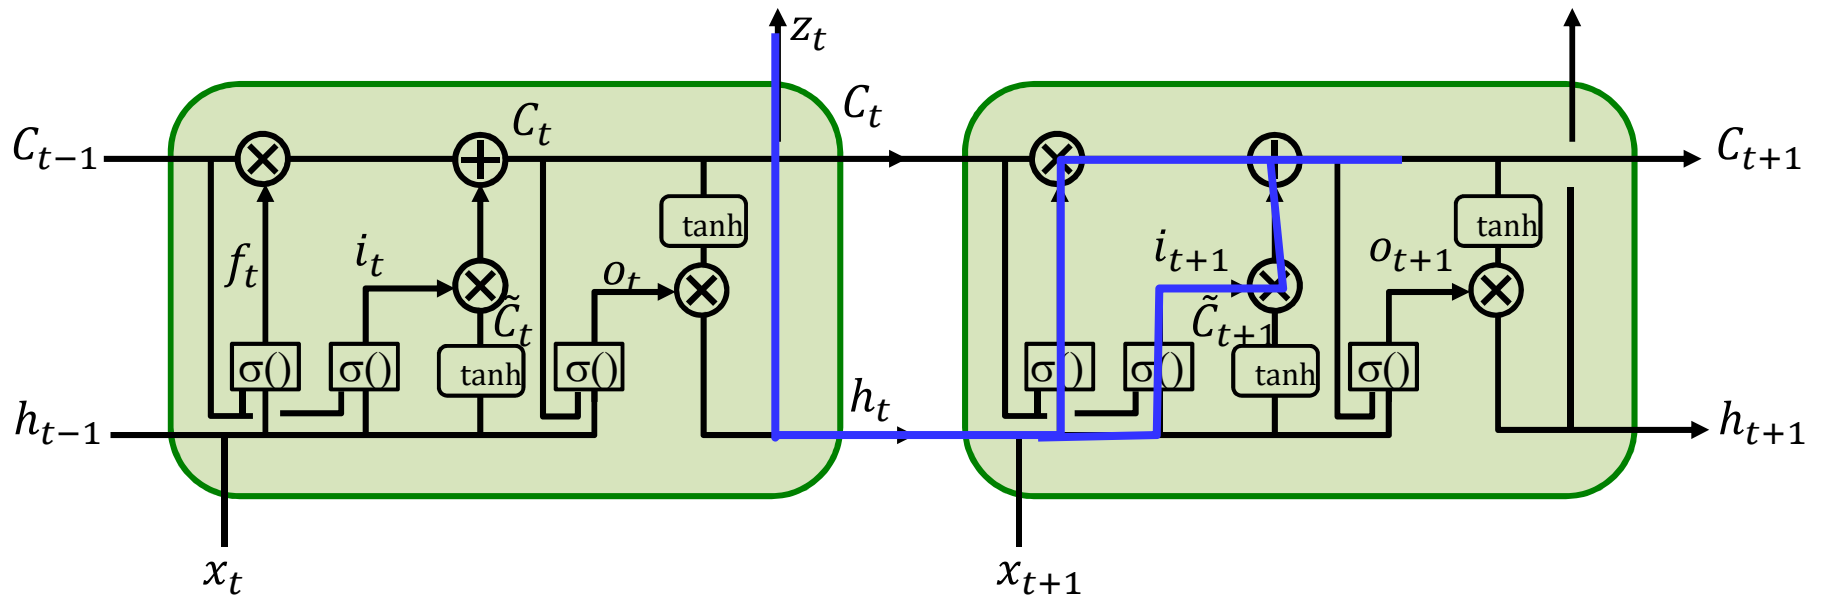 z_t
C_{t-1}
C_t
C_t
C_{t+1}
f_t
i_t
o_t
tanh
i_{t+1}
o_{t+1}
tanh
C̃_t
C̃_{t+1}
σ()
σ()
tanh
σ()
σ()
σ()
tanh
σ()
h_{t-1}
h_t
h_{t+1}
x_t
x_{t+1}